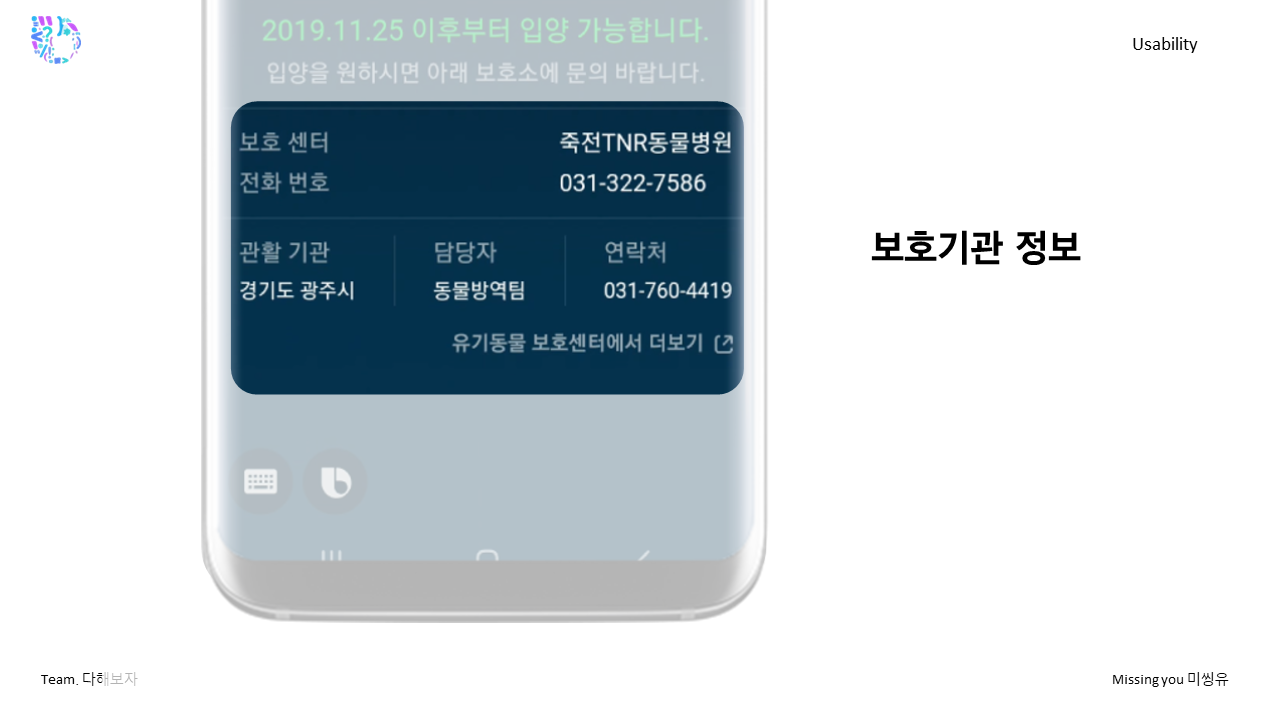 Usability
2019.11.25 이후부터 입양 가능합니다.
입양을 원하시면 아래 보호소에 문의 바랍니다.
보호 센터 죽전TNR동물병원
전화 번호 031-322-7586
관활 기관 담당자 연락처
경기도 광주시 동물방역팀 031-760-4419
유기동물 보호센터에서 더보기
보호기관 정보
Team. 다해보자
Missing you 미씽유